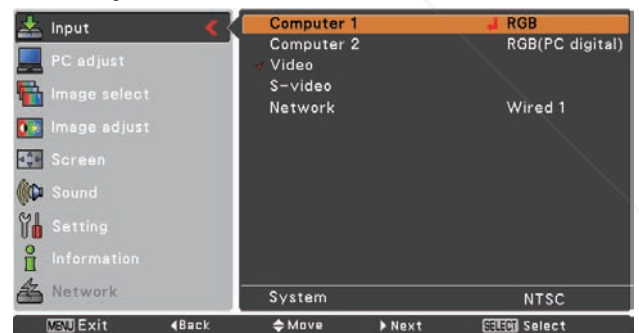 Input
PC adjust
Image select
Image adjust
Screen
Sound
Setting
Information
Network
Computer 1 RGB
Computer 2 RGB(PC digital)
Video
S-video
Network Wired 1
System NTSC
MENU Exit Back Move Next SELECT Select